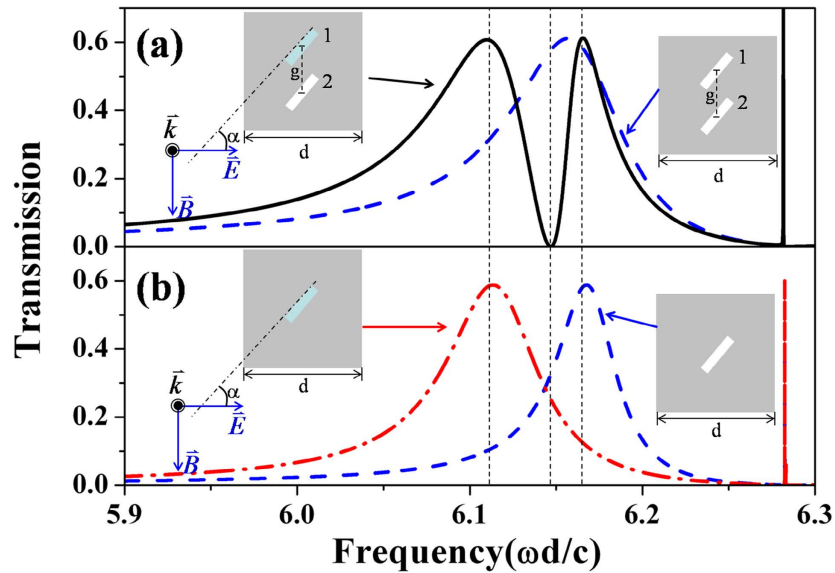 Transmission
0.6
0.4
0.2
0.0
(a)
1
g
2
α
d
k
E
B
1
g
2
d
0.6
0.4
0.2
0.0
(b)
α
d
k
E
B
d
5.9 6.0 6.1 6.2 6.3
Frequency(ωd/c)